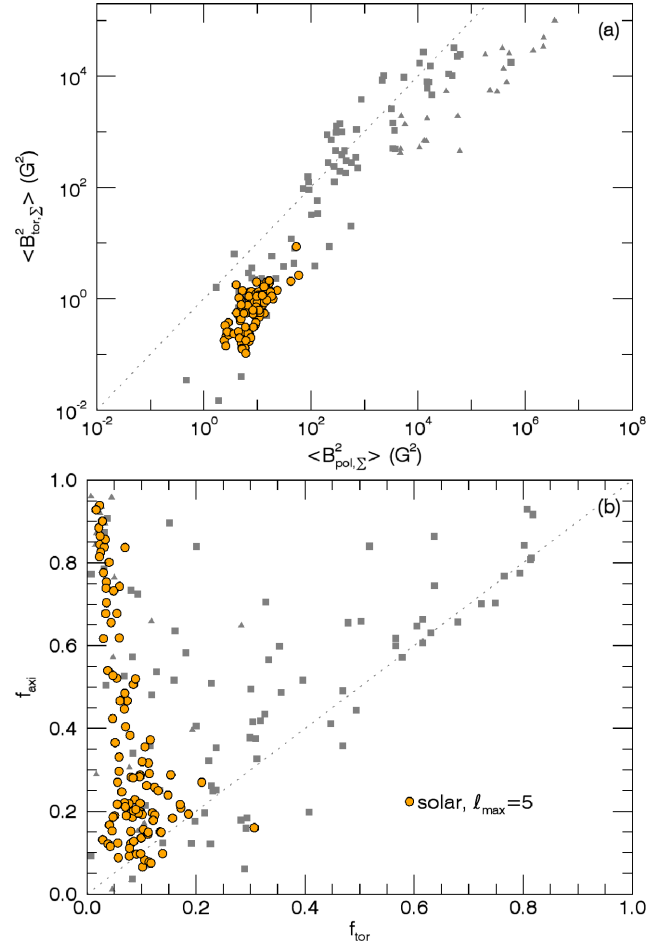 (a)
10^4
10^2
10^0
10^-2
<B^2_tor,Σ> (G^2)
10^-2 10^0 10^2 10^4 10^6 10^8
<B^2_pol,Σ> (G^2)
(b)
1.0
0.8
0.6
0.4
0.2
0.0
f_axi
solar, ℓ_max=5
0.0 0.2 0.4 0.6 0.8 1.0
f_tor